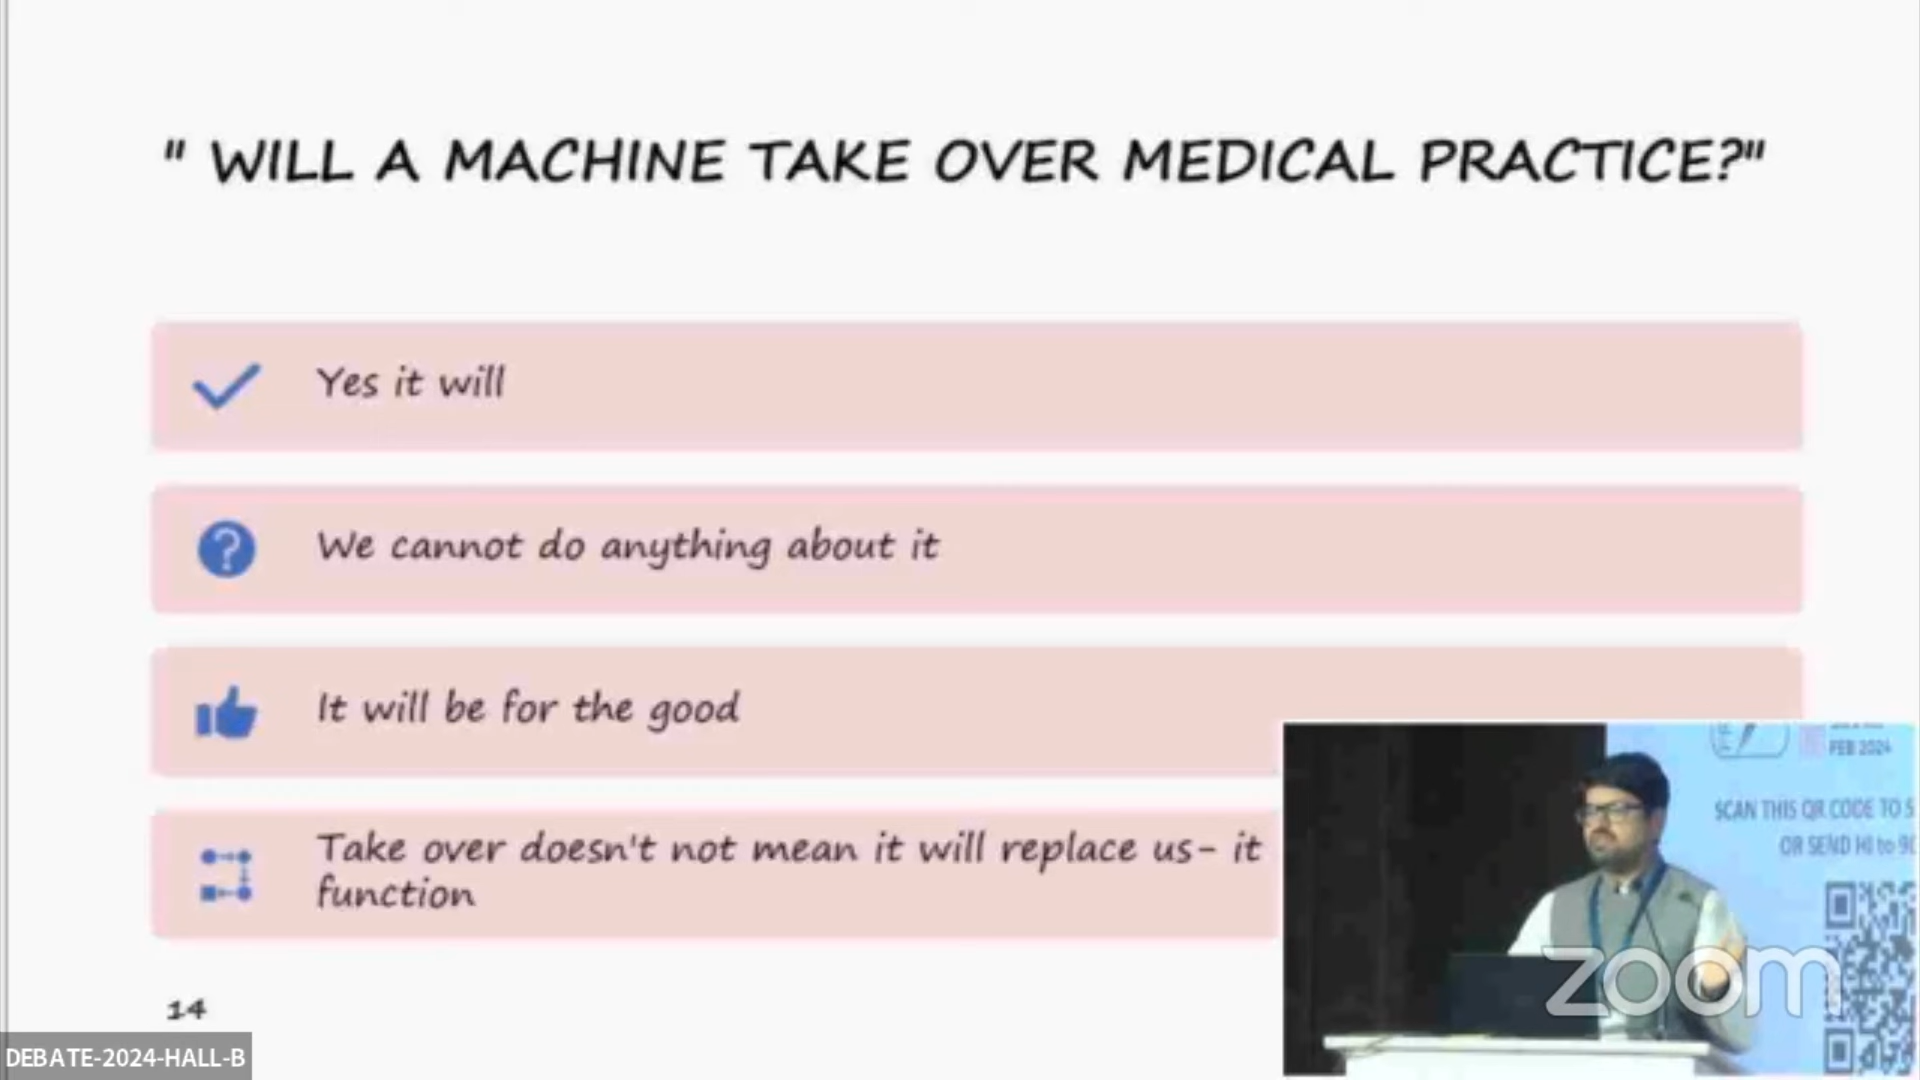 " WILL A MACHINE TAKE OVER MEDICAL PRACTICE?"
Yes it will
We cannot do anything about it
It will be for the good
Take over doesn't not mean it will replace us- it
function
14
DEBATE-2024-HALL-B
FEB 2024
SCAN THIS QR CODE TO S
OR SEND HI to 90
zoom